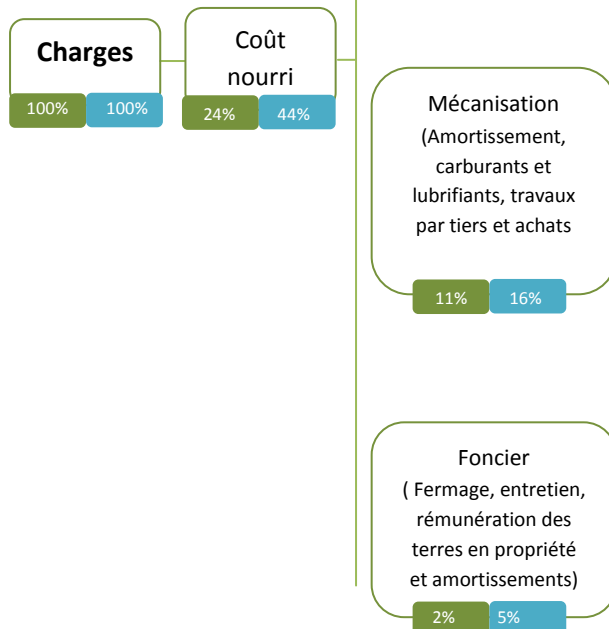 Charges
100% 100%
Coût
nourri
24% 44%
Mécanisation
(Amortissement,
carburants et
lubrifiants, travaux
par tiers et achats
11% 16%
Foncier
( Fermage, entretien,
rémunération des
terres en propriété
et amortissements)
2% 5%